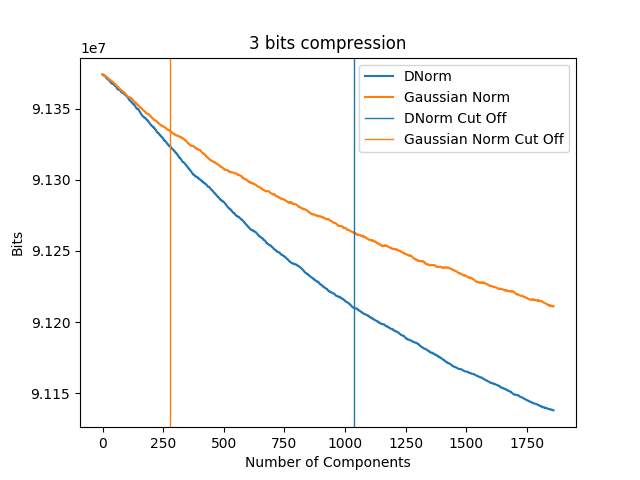 3 bits compression
1e7
DNorm
Gaussian Norm
DNorm Cut Off
Gaussian Norm Cut Off
9.135
9.130
9.125
9.120
9.115
Bits
0 250 500 750 1000 1250 1500 1750
Number of Components